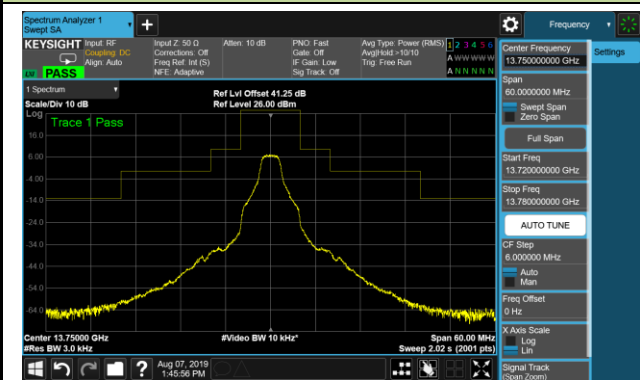 Spectrum Analyzer 1
Swept SA
+
Frequency
KEYSIGHT
Input: RF
Coupling: DC
Align: Auto
Input Z: 50 Ω
Corrections: Off
Freq Ref: Int (S)
NFE: Adaptive
Atten: 10 dB
PNO: Fast
Gate: Off
IF Gain: Low
Sig Track: Off
Avg Type: Power (RMS)
Avg|Hold:>10/10
Trig: Free Run
1 2 3 4 5 6
A W W W W W
A N N N N N
PASS
1 Spectrum
Scale/Div 10 dB
Ref Lvl Offset 41.25 dB
Ref Level 26.00 dBm
Log
Trace 1 Pass
16.0
6.00
-4.00
-14.0
-24.0
-34.0
-44.0
-54.0
-64.0
Center 13.75000 GHz
#Res BW 3.0 kHz
#Video BW 10 kHz*
Span 60.00 MHz
Sweep 2.02 s (2001 pts)
Aug 07, 2019
1:45:56 PM
Center Frequency
13.750000000 GHz
Settings
Span
60.0000000 MHz
Swept Span
Zero Span
Full Span
Start Freq
13.720000000 GHz
Stop Freq
13.780000000 GHz
AUTO TUNE
CF Step
6.000000 MHz
Auto
Man
Freq Offset
0 Hz
X Axis Scale
Log
Lin
Signal Track
(Span Zoom)